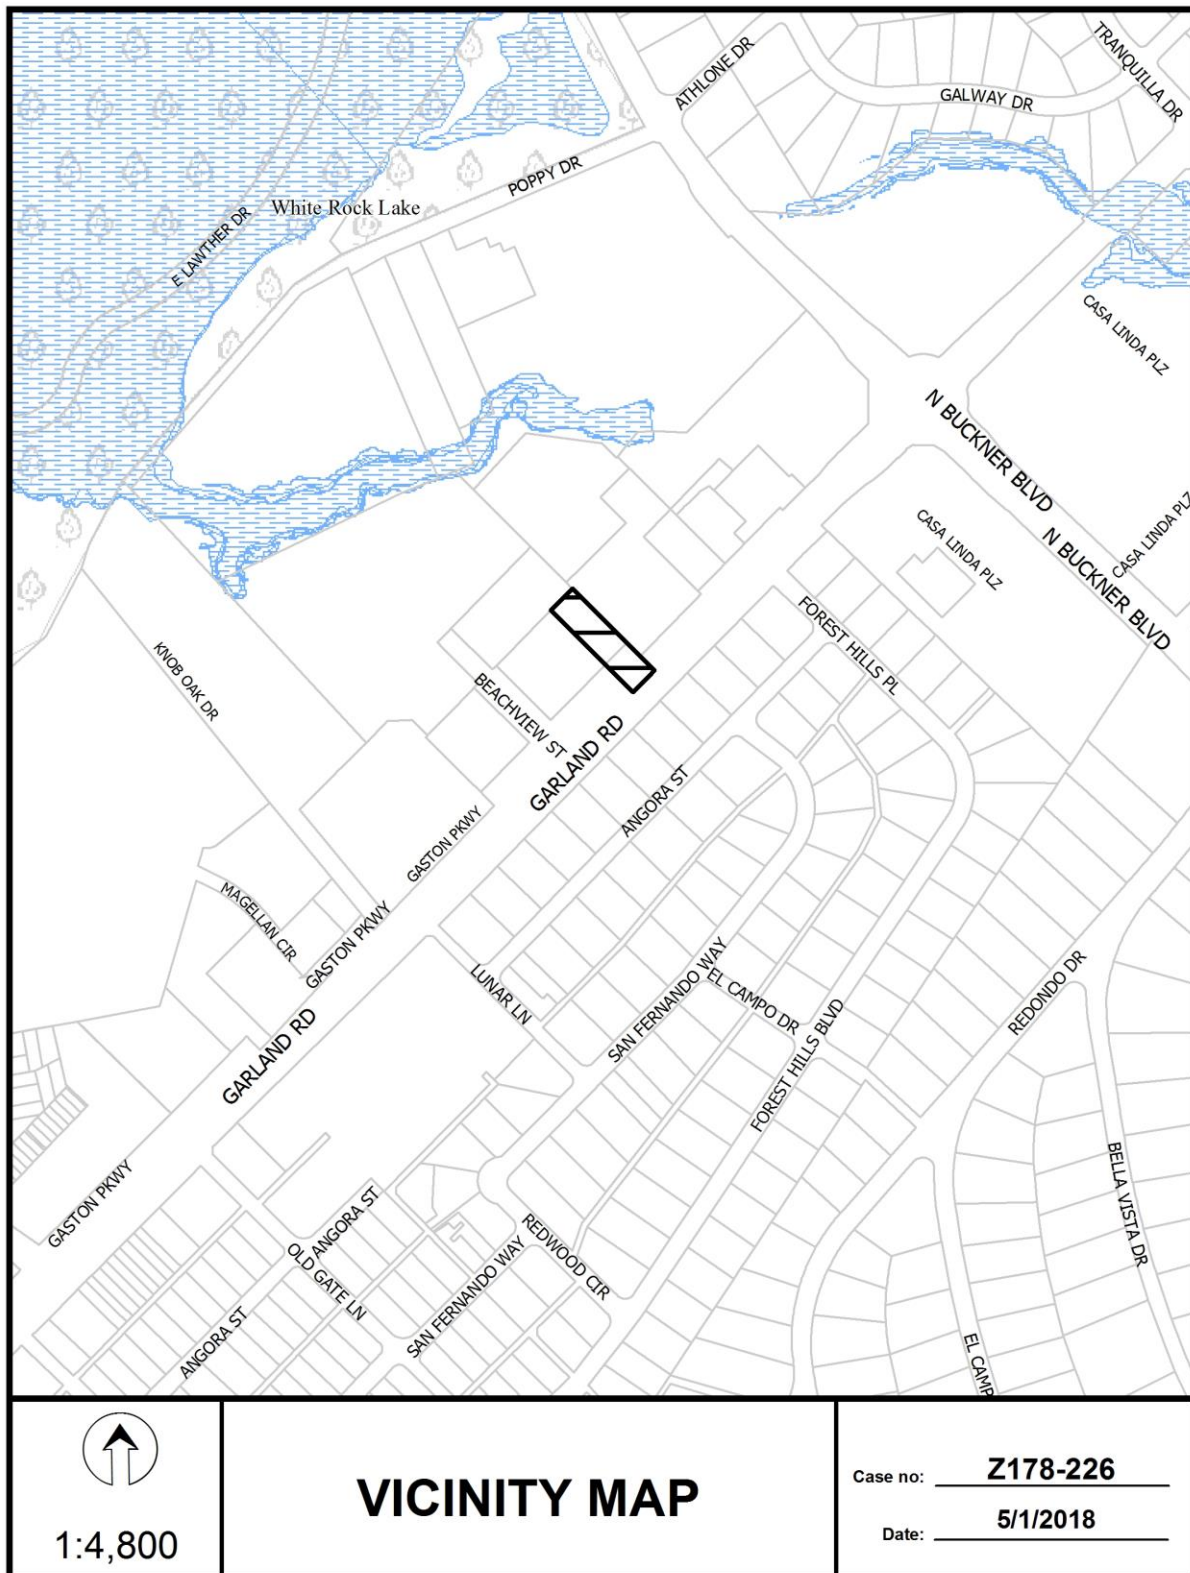 ATHLONE DR
TRANQUILLA DR
GALWAY DR
POPPY DR
White Rock Lake
E LAWTHER DR
CASA LINDA PLZ
N BUCKNER BLVD
CASA LINDA PLZ
CASA LINDA PLZ
N BUCKNER BLVD
FOREST HILLS PL
KNOB OAK DR
BEACHVIEW ST
GARLAND RD
ANGORA ST
GASTON PKWY
MAGELLAN CIR
GASTON PKWY
LUNAR LN
SAN FERNANDO WAY
EL CAMPO DR
REDONDO DR
GARLAND RD
FOREST HILLS BLVD
GASTON PKWY
BELLA VISTA DR
ANGORA ST
OLD GATE LN
REDWOOD CIR
SAN FERNANDO WAY
ANGORA ST
EL CAMP
1:4,800
VICINITY MAP
Case no: Z178-226
Date: 5/1/2018